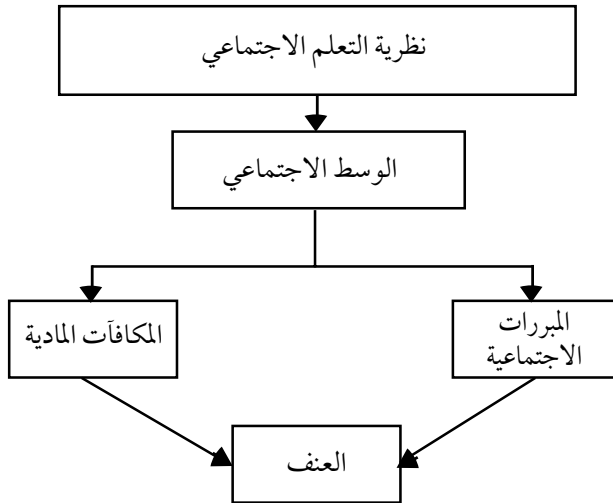 نظرية التعلم الاجتماعي
الوسط الاجتماعي
المبررات
الاجتماعية
المكافآت المادية
العنف